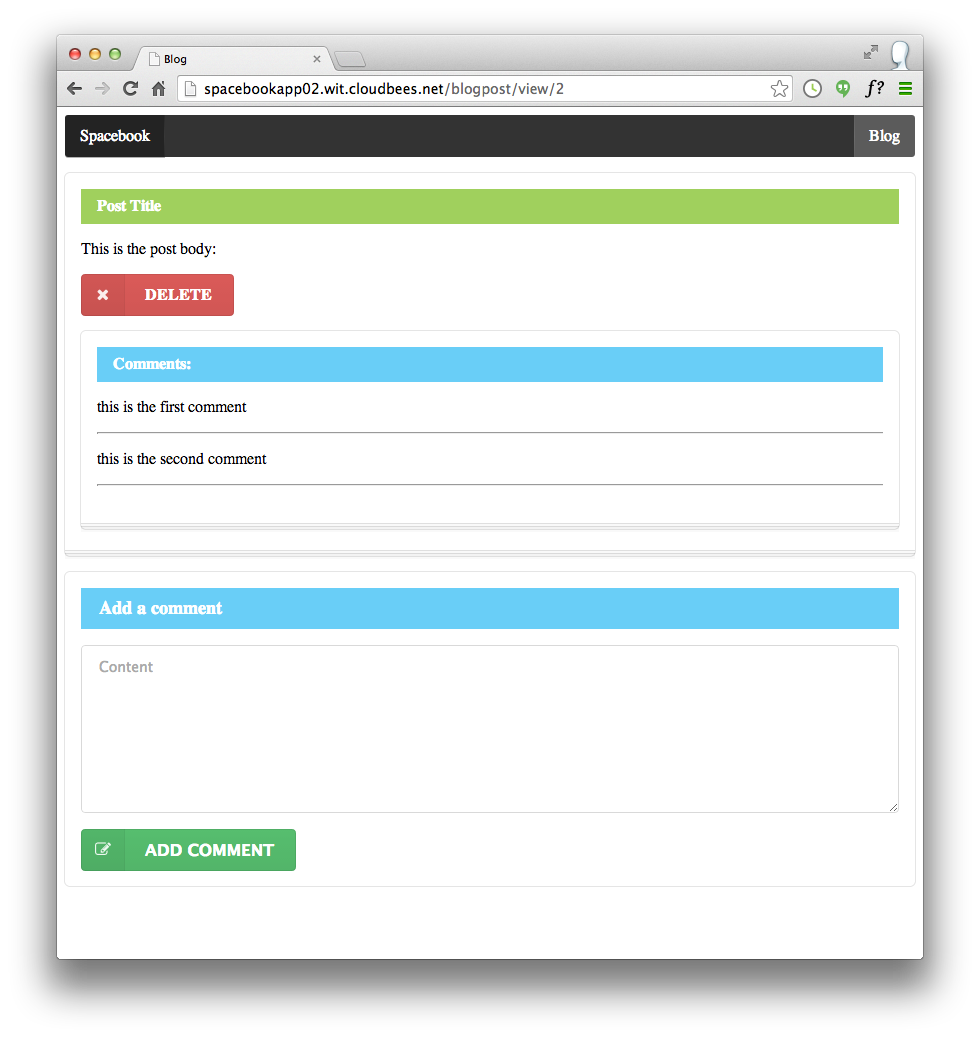 Blog
spacebookapp02.wit.cloudbees.net/blogpost/view/2
f?
Spacebook
Blog
Post Title
This is the post body:
DELETE
Comments:
this is the first comment
this is the second comment
Add a comment
Content
ADD COMMENT